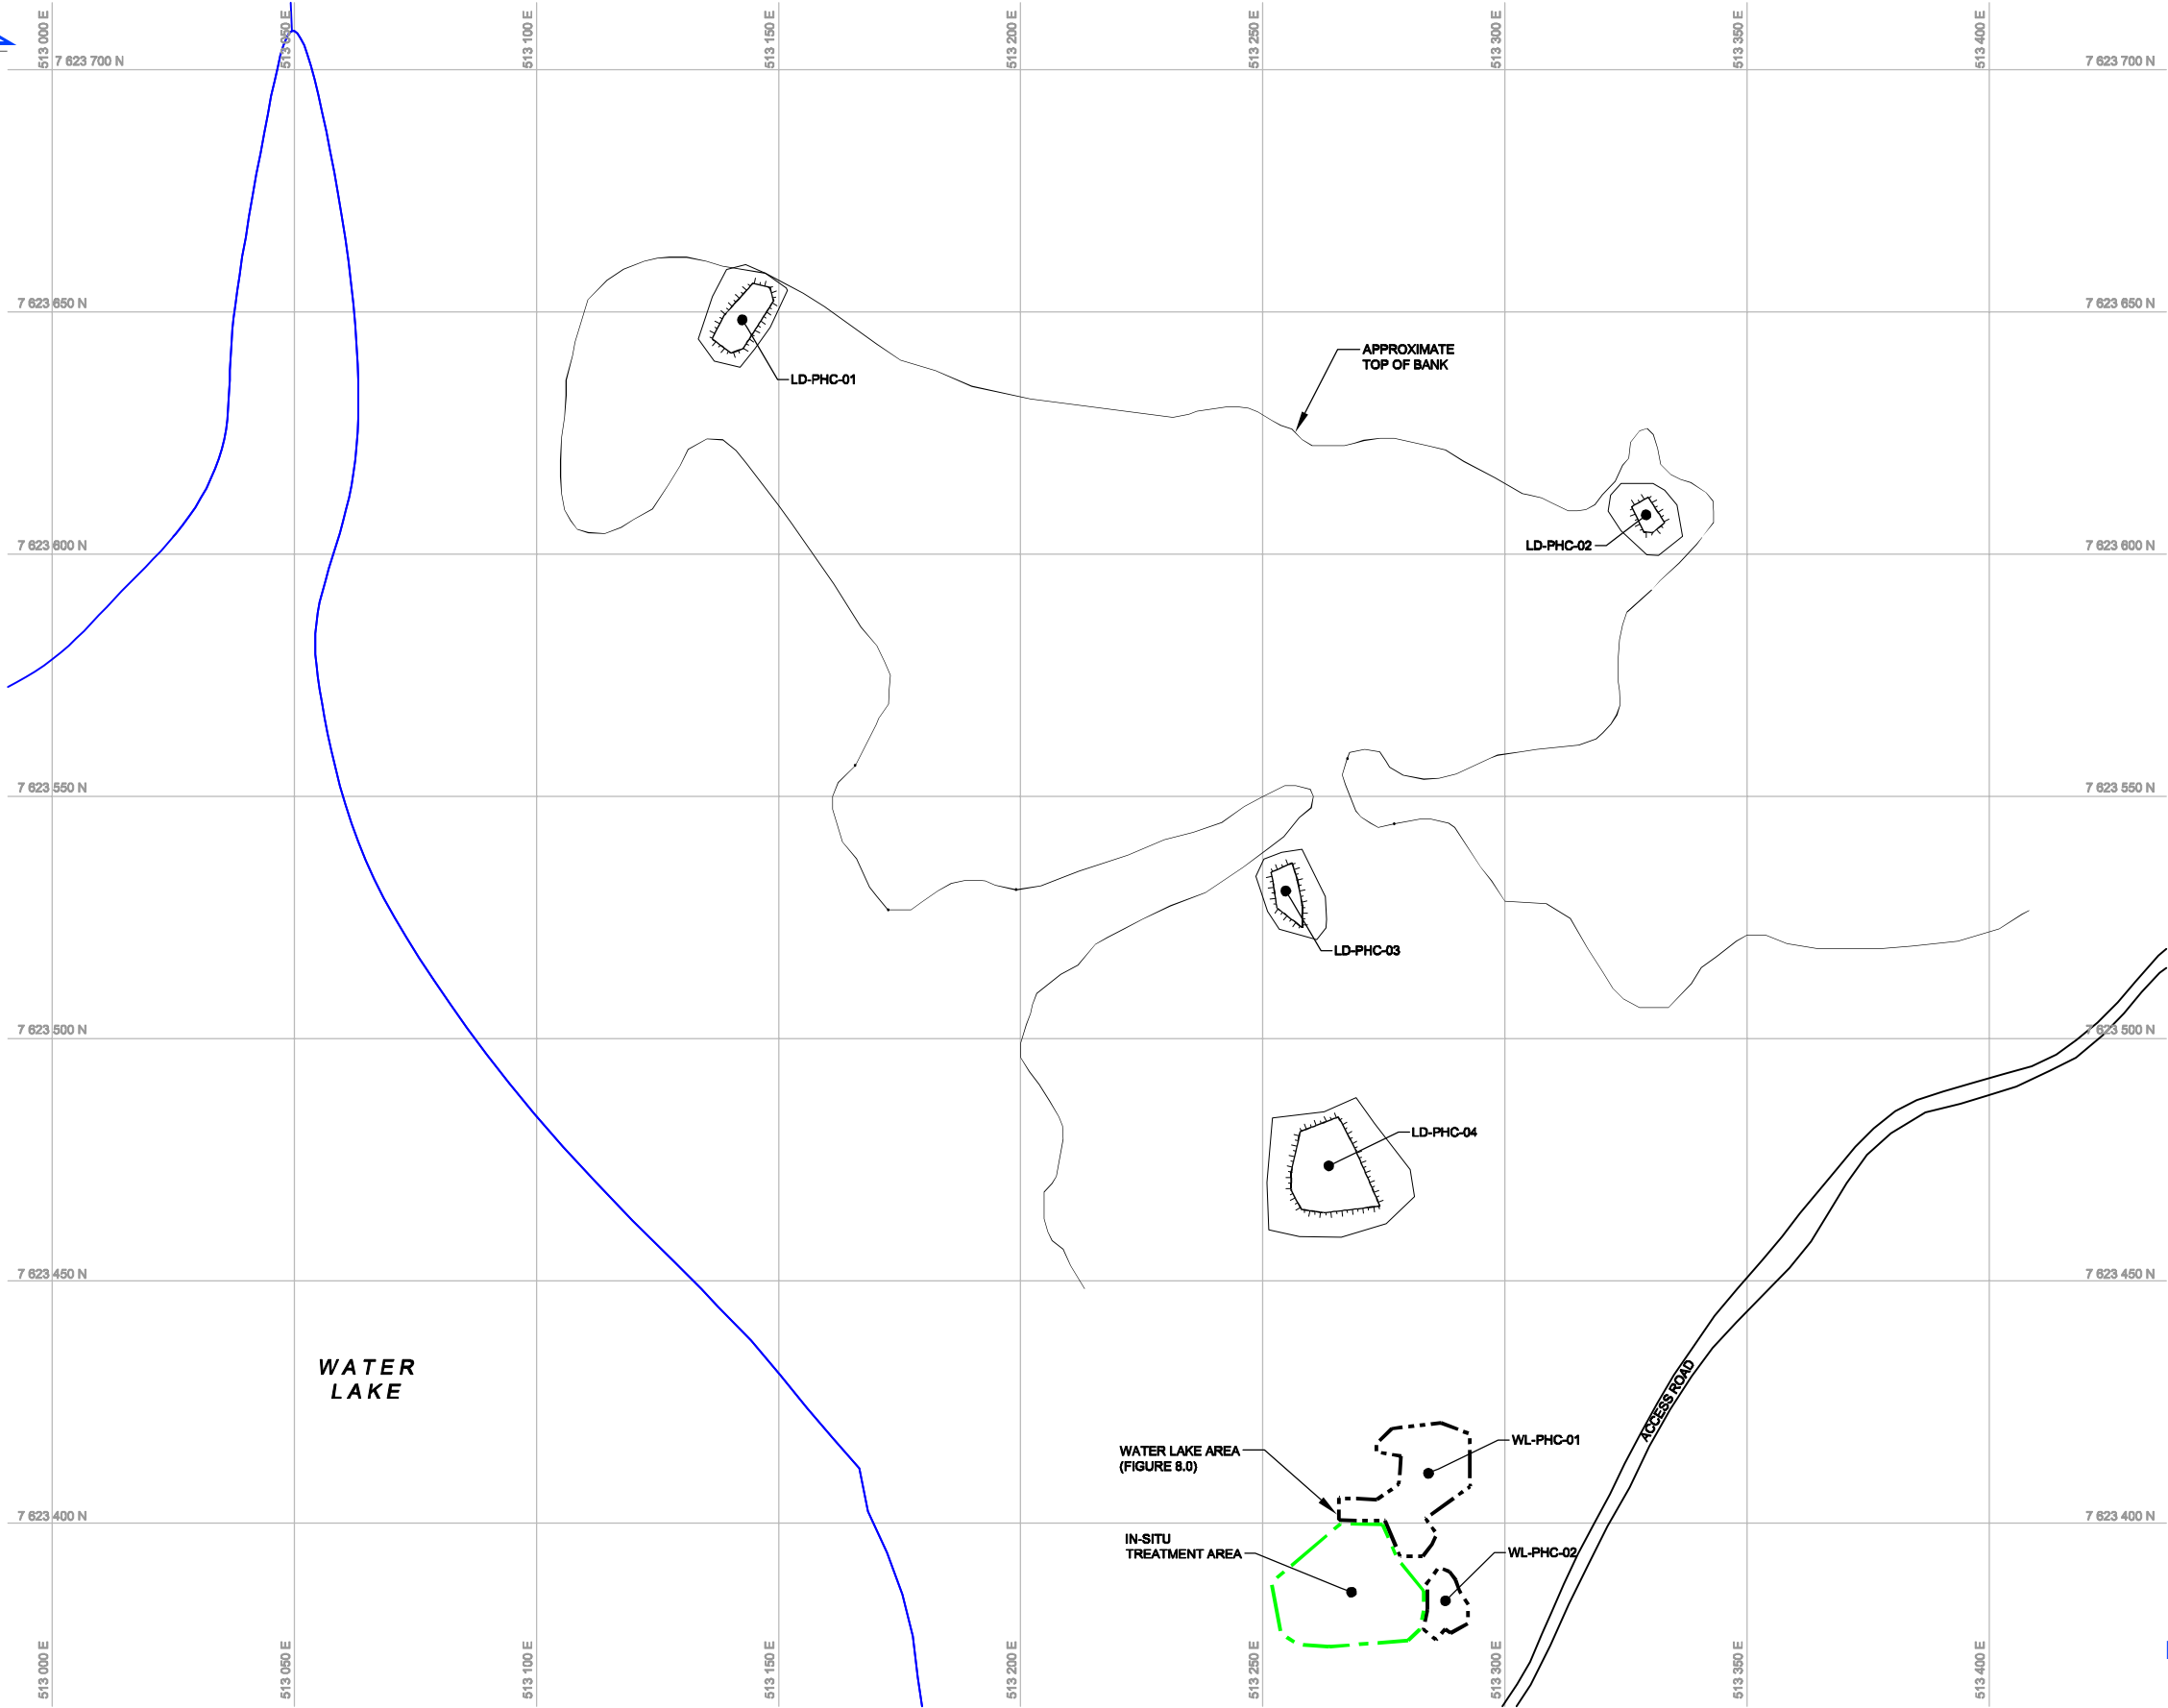 513 000 E
513 050 E
513 100 E
513 150 E
513 200 E
513 250 E
513 300 E
513 350 E
513 400 E
7 623 700 N
7 623 700 N
7 623 650 N
7 623 650 N
APPROXIMATE
TOP OF BANK
LD-PHC-01
LD-PHC-02
7 623 600 N
7 623 600 N
7 623 550 N
7 623 550 N
LD-PHC-03
7 623 500 N
7 623 500 N
LD-PHC-04
7 623 450 N
7 623 450 N
WATER
LAKE
ACCESS ROAD
WL-PHC-01
WATER LAKE AREA
(FIGURE 8.0)
7 623 400 N
7 623 400 N
IN-SITU
TREATMENT AREA
WL-PHC-02
513 000 E
513 050 E
513 100 E
513 150 E
513 200 E
513 250 E
513 300 E
513 350 E
513 400 E